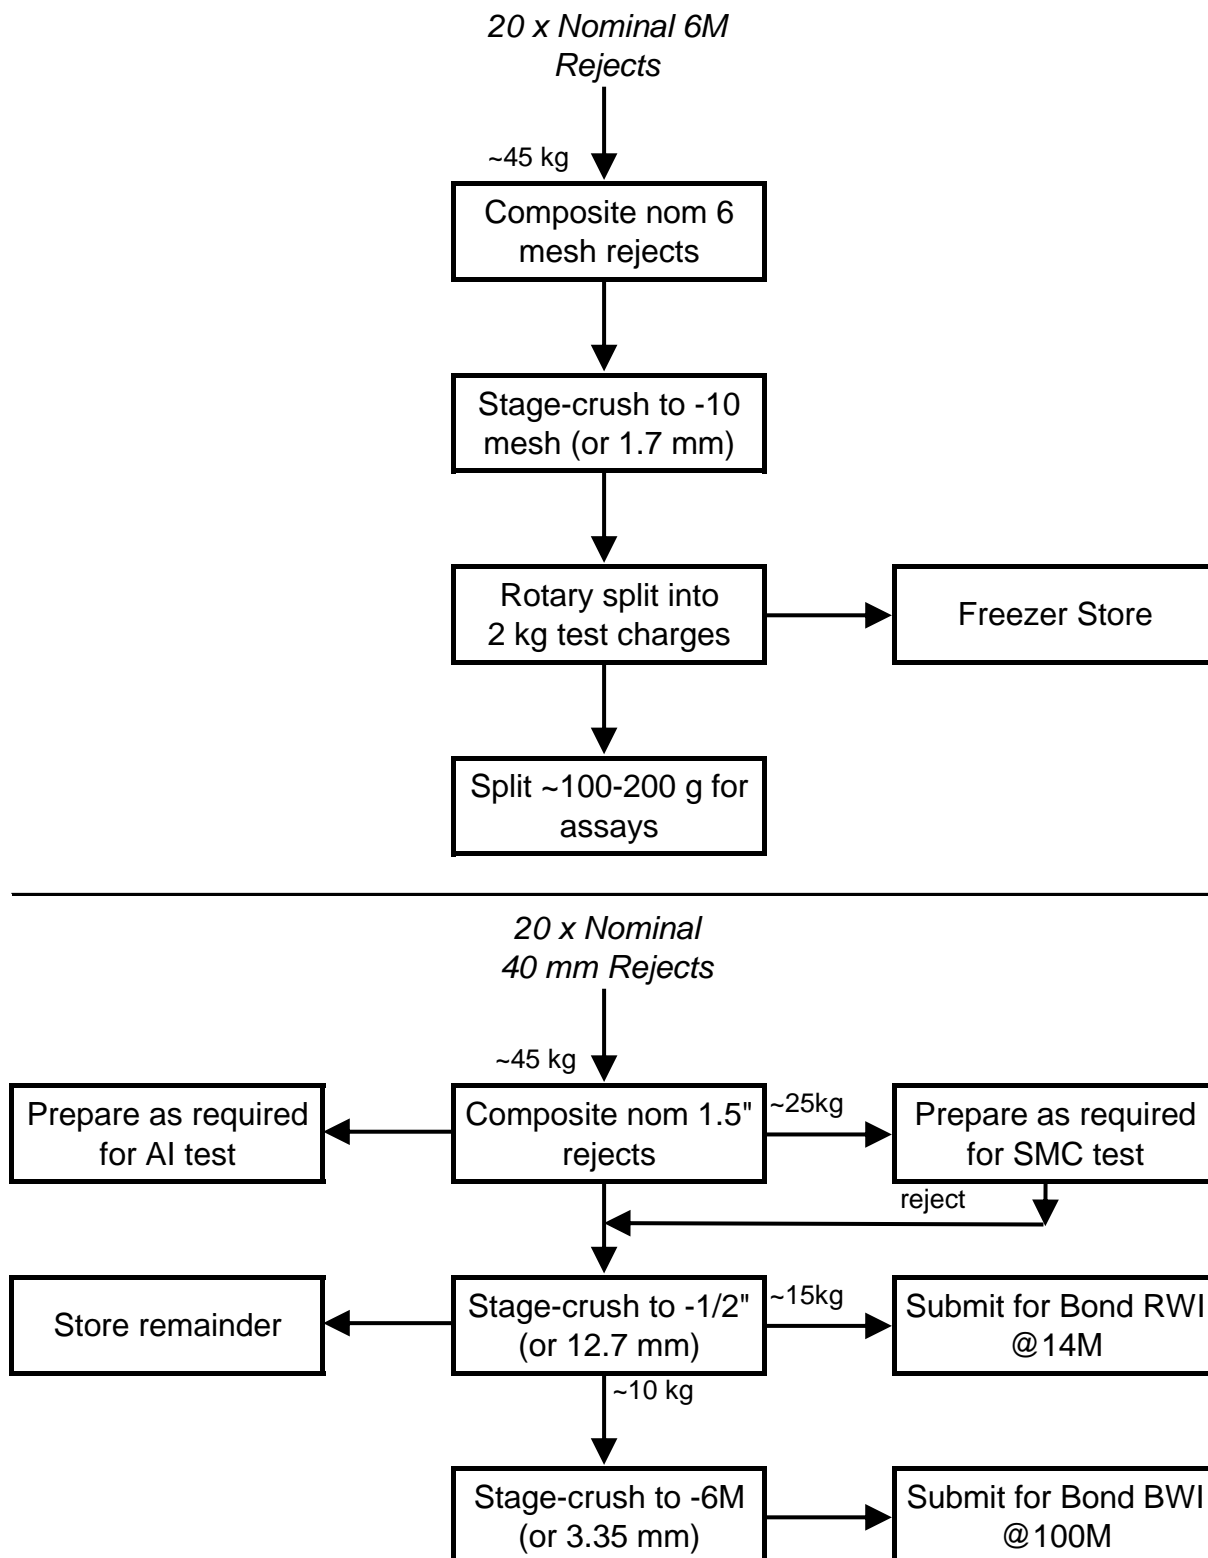 20 x Nominal 6M
Rejects
~45 kg
Composite nom 6
mesh rejects
Stage-crush to -10
mesh (or 1.7 mm)
Rotary split into
2 kg test charges
Freezer Store
Split ~100-200 g for
assays
20 x Nominal
40 mm Rejects
~45 kg
Prepare as required
for AI test
Composite nom 1.5"
rejects
~25kg
Prepare as required
for SMC test
reject
Store remainder
Stage-crush to -1/2"
(or 12.7 mm)
~15kg
Submit for Bond RWI
@14M
~10 kg
Stage-crush to -6M
(or 3.35 mm)
Submit for Bond BWI
@100M